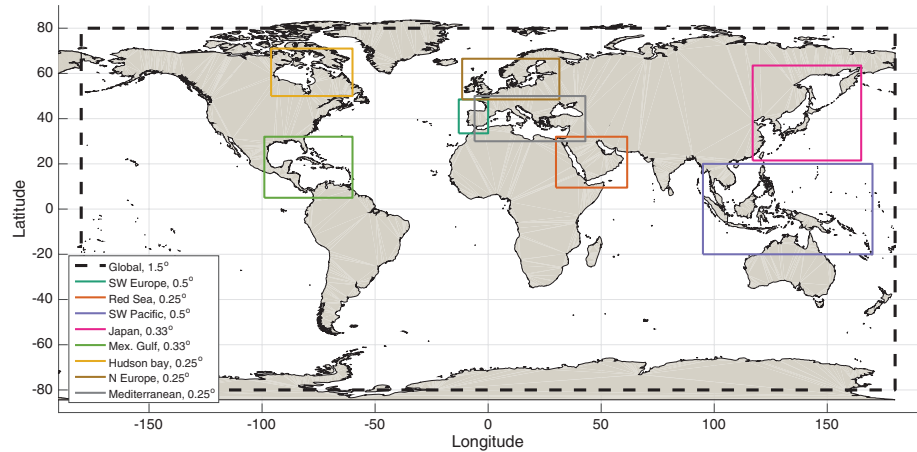 80
60
40
20
0
-20
-40
-60
-80
Latitude
Global, 1.5°
SW Europe, 0.5°
Red Sea, 0.25°
SW Pacific, 0.5°
Japan, 0.33°
Mex. Gulf, 0.33°
Hudson bay, 0.25°
N Europe, 0.25°
Mediterranean, 0.25°
-150
-100
-50
0
50
100
150
Longitude